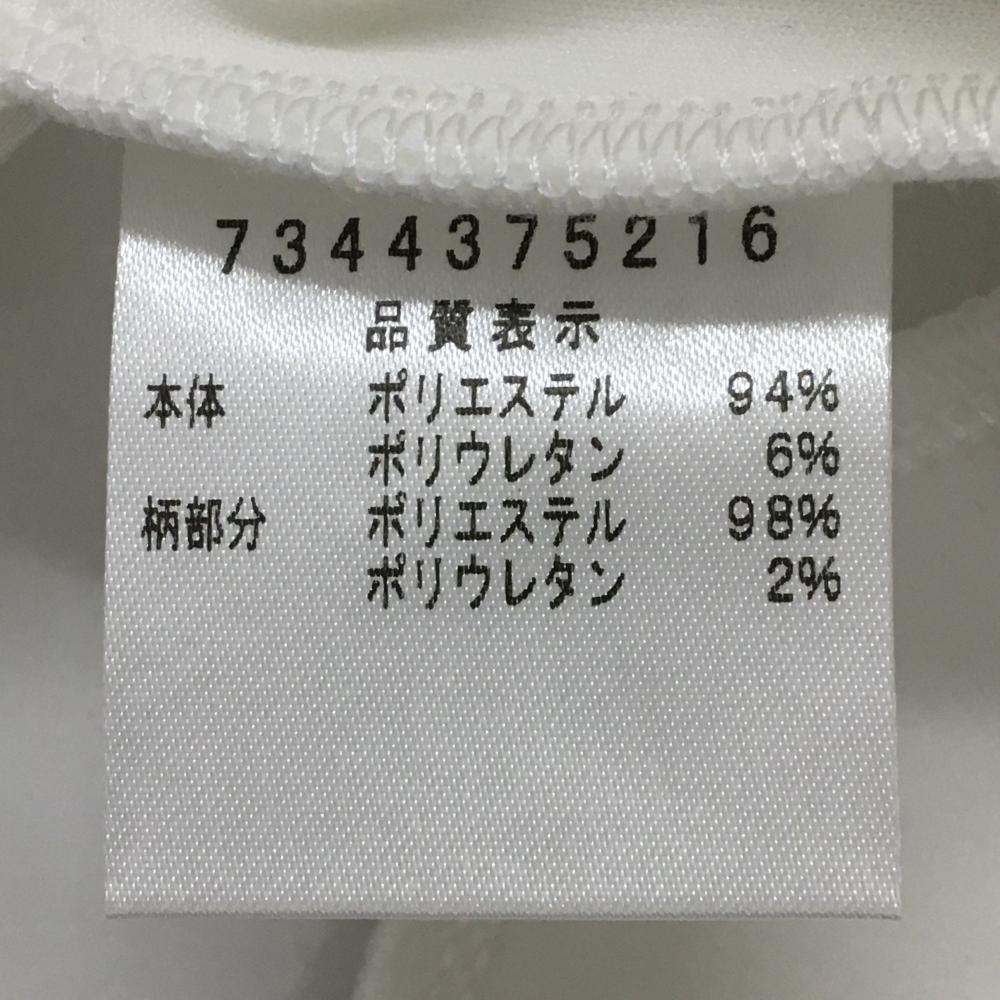 7344375216
品質表示
本体 ポリエステル 94%
ポリウレタン 6%
柄部分 ポリエステル 98%
ポリウレタン 2%